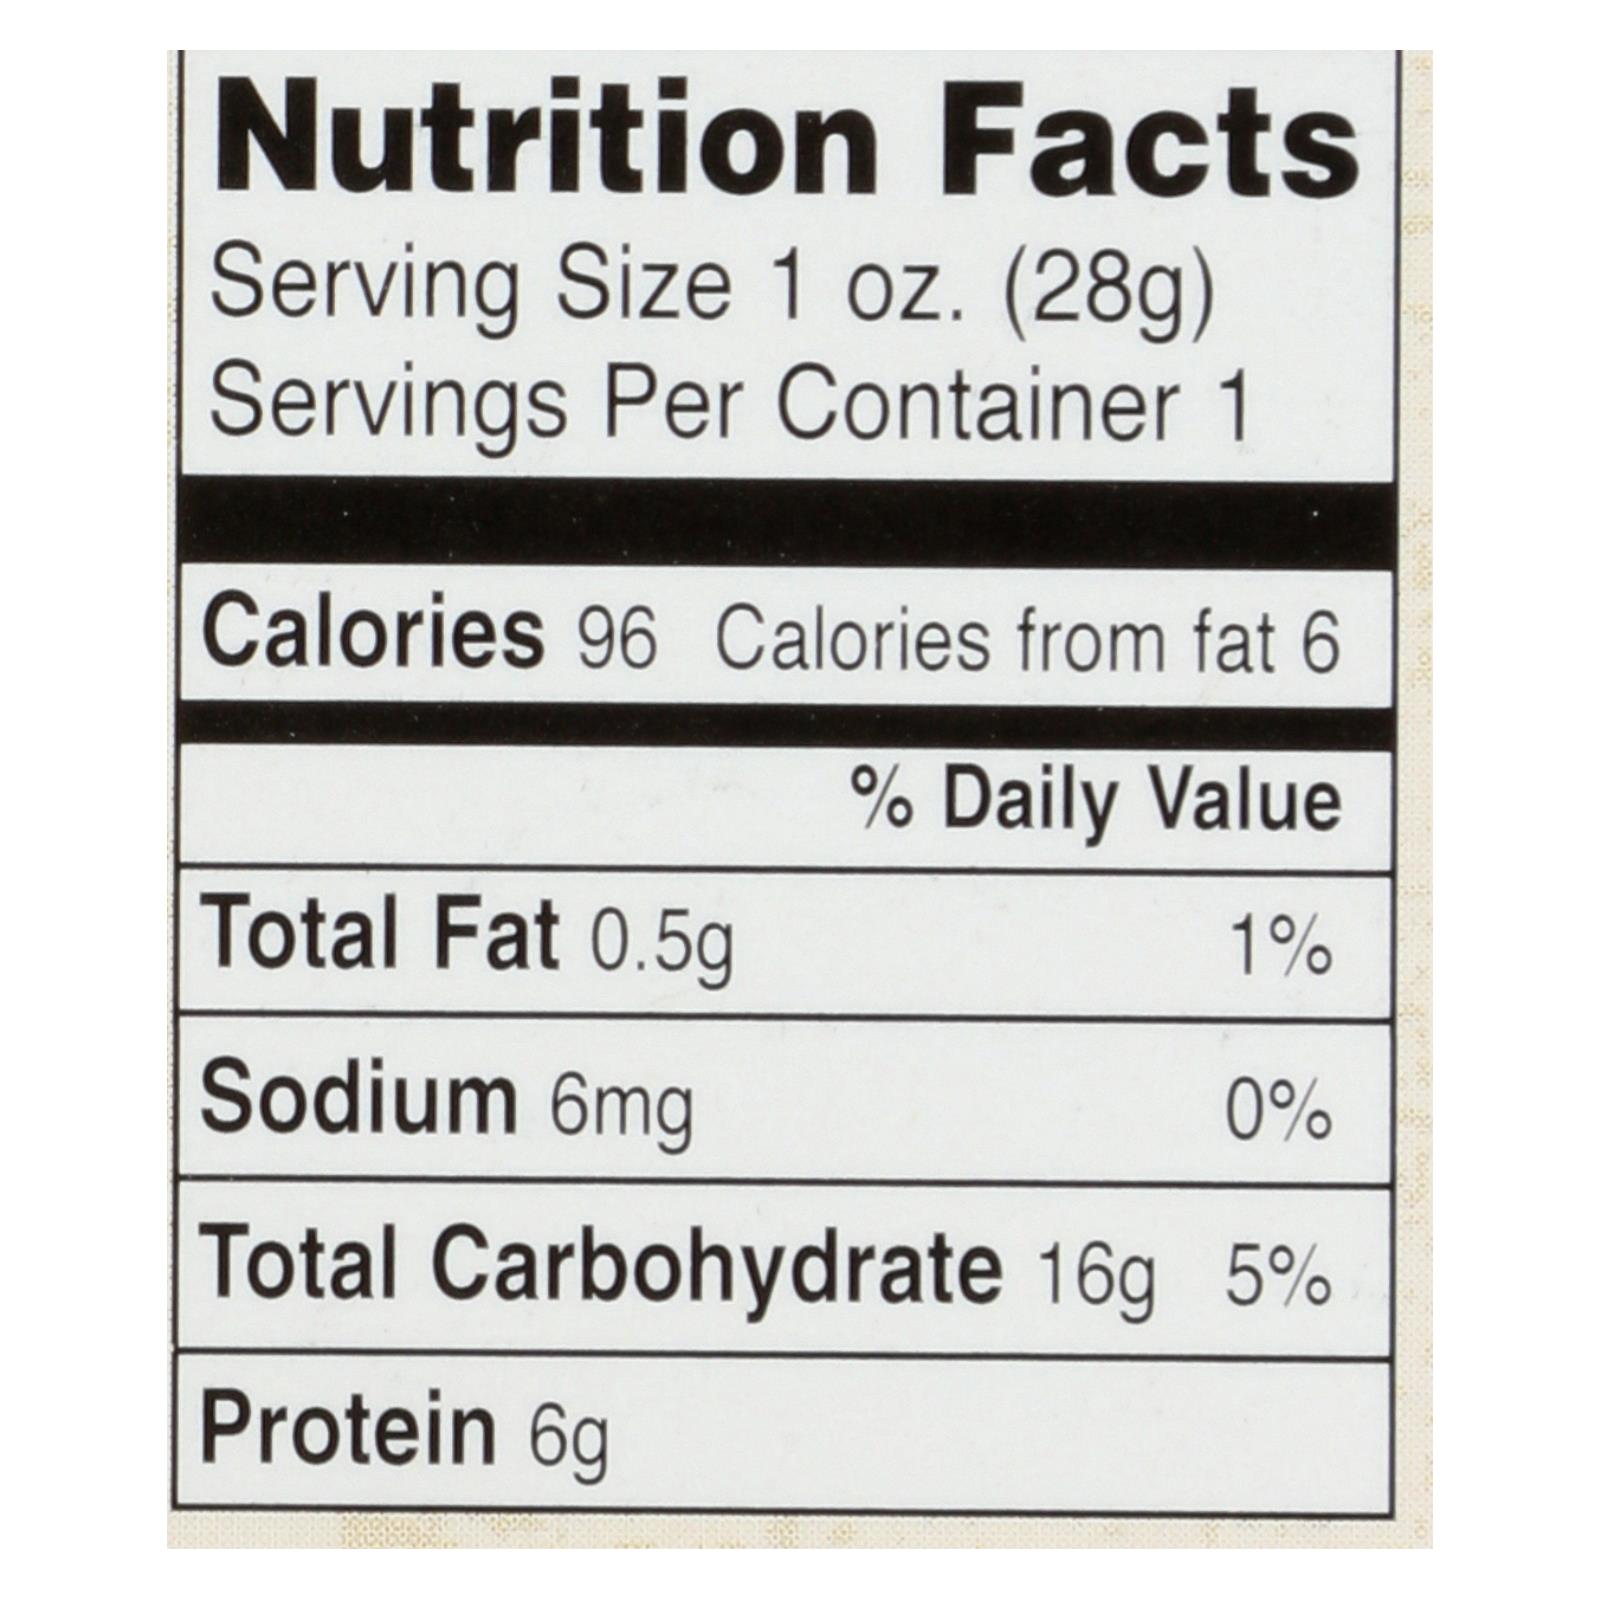 Nutrition Facts
Serving Size 1 oz. (28g)
Servings Per Container 1
Calories 96 Calories from fat 6
% Daily Value
Total Fat 0.5g 1%
Sodium 6mg 0%
Total Carbohydrate 16g 5%
Protein 6g